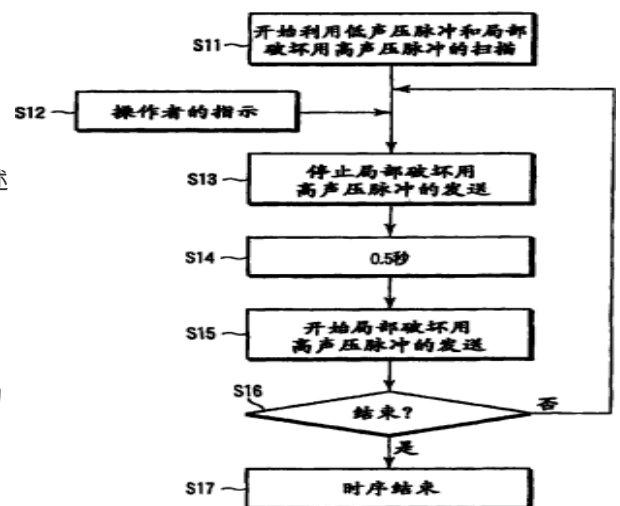 S11
开始利用低声压脉冲和局部
破坏用高声压脉冲的扫描
S12
操作者的指示
S13
停止局部破坏用
高声压脉冲的发送
S14
0.5秒
S15
开始局部破坏用
高声压脉冲的发送
S16
结束？
否
是
S17
时序结束